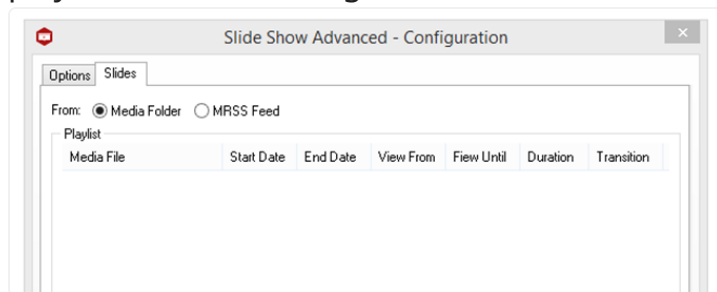 Slide Show Advanced - Configuration
Options Slides
From: Media Folder MRSS Feed
Playlist
Media File Start Date End Date View From Fiew Until Duration Transition